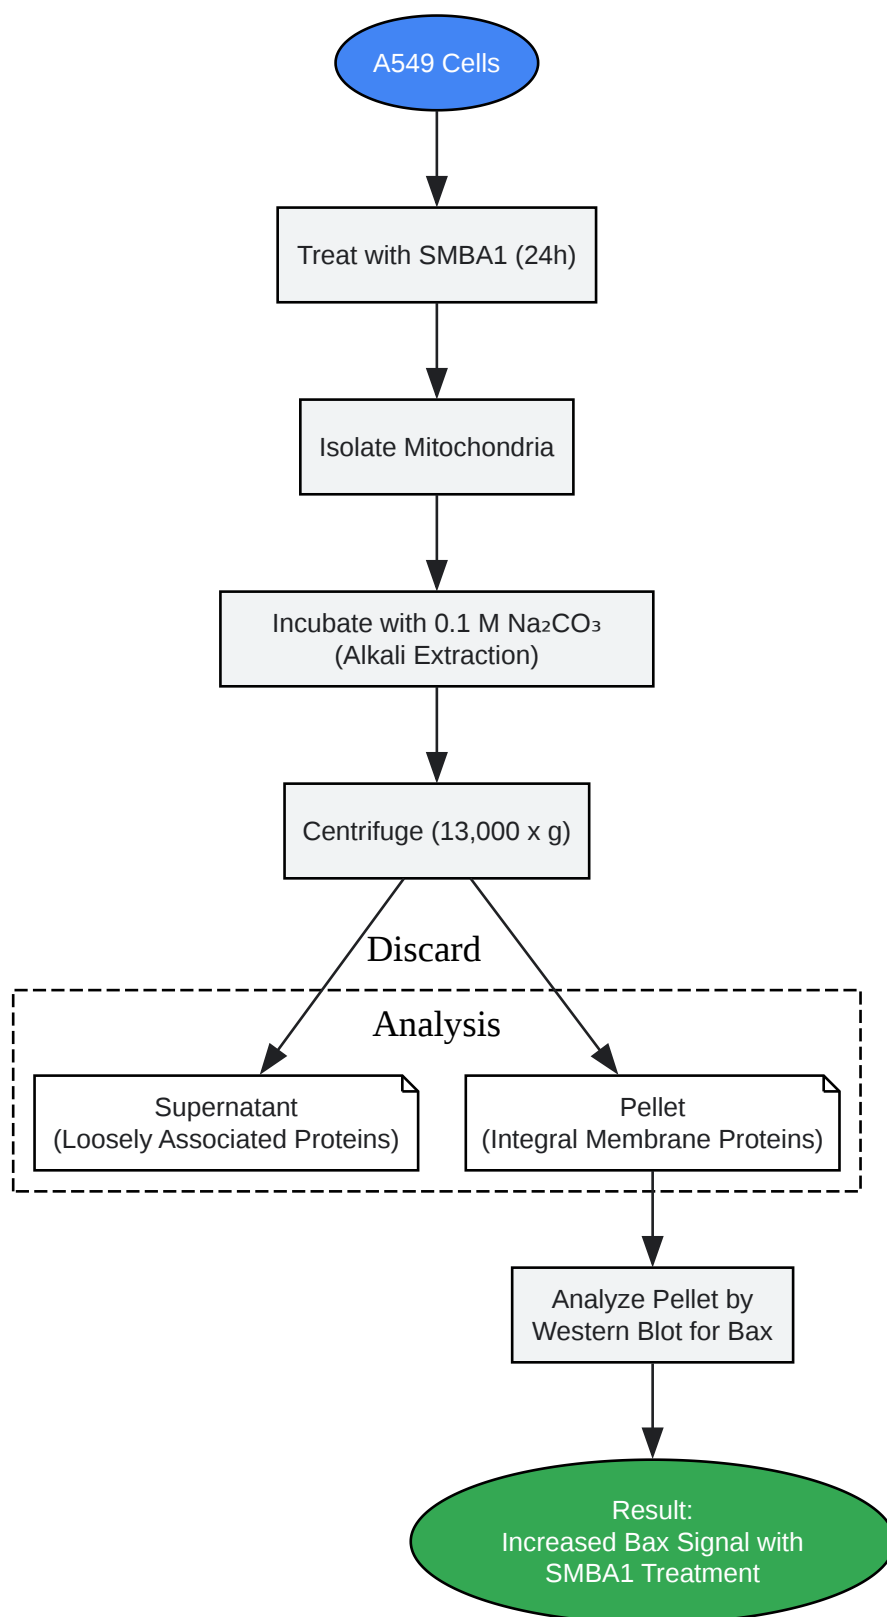 A549 Cells
Treat with SMBA1 (24h)
Isolate Mitochondria
Incubate with 0.1 M Na₂CO₃
(Alkali Extraction)
Centrifuge (13,000 x g)
Discard
Analysis
Supernatant
(Loosely Associated Proteins)
Pellet
(Integral Membrane Proteins)
Analyze Pellet by
Western Blot for Bax
Result:
Increased Bax Signal with
SMBA1 Treatment